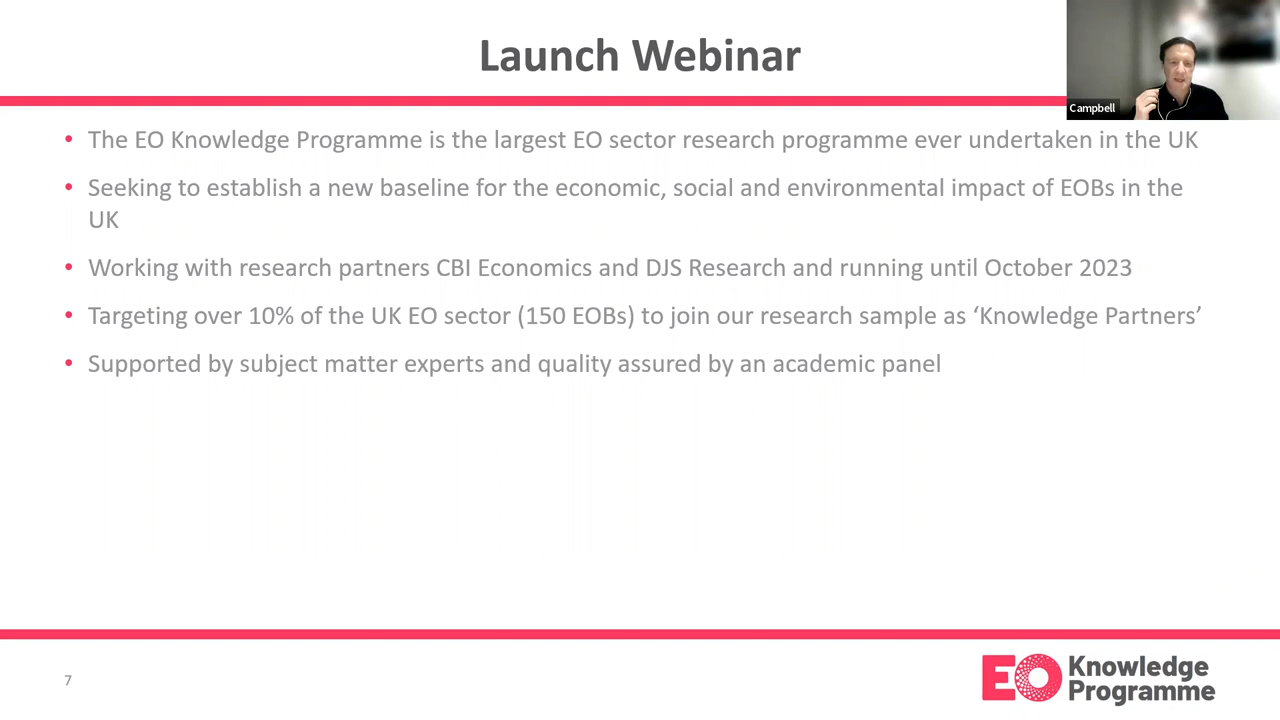 Launch Webinar
Campbell
• The EO Knowledge Programme is the largest EO sector research programme ever undertaken in the UK
• Seeking to establish a new baseline for the economic, social and environmental impact of EOBs in the
UK
• Working with research partners CBI Economics and DJS Research and running until October 2023
• Targeting over 10% of the UK EO sector (150 EOBs) to join our research sample as ‘Knowledge Partners’
• Supported by subject matter experts and quality assured by an academic panel
7
EO Knowledge
Programme